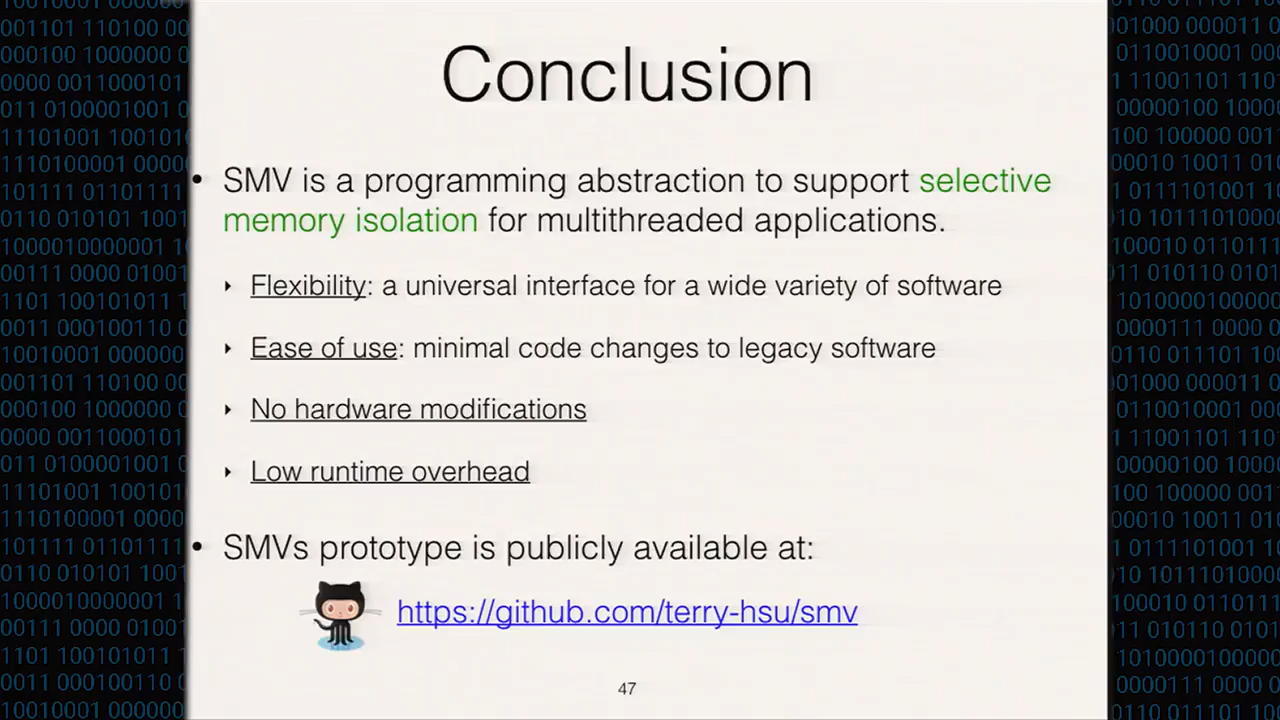 Conclusion
• SMV is a programming abstraction to support selective
memory isolation for multithreaded applications.
‣ Flexibility: a universal interface for a wide variety of software
‣ Ease of use: minimal code changes to legacy software
‣ No hardware modifications
‣ Low runtime overhead
• SMVs prototype is publicly available at:
https://github.com/terry-hsu/smv
47